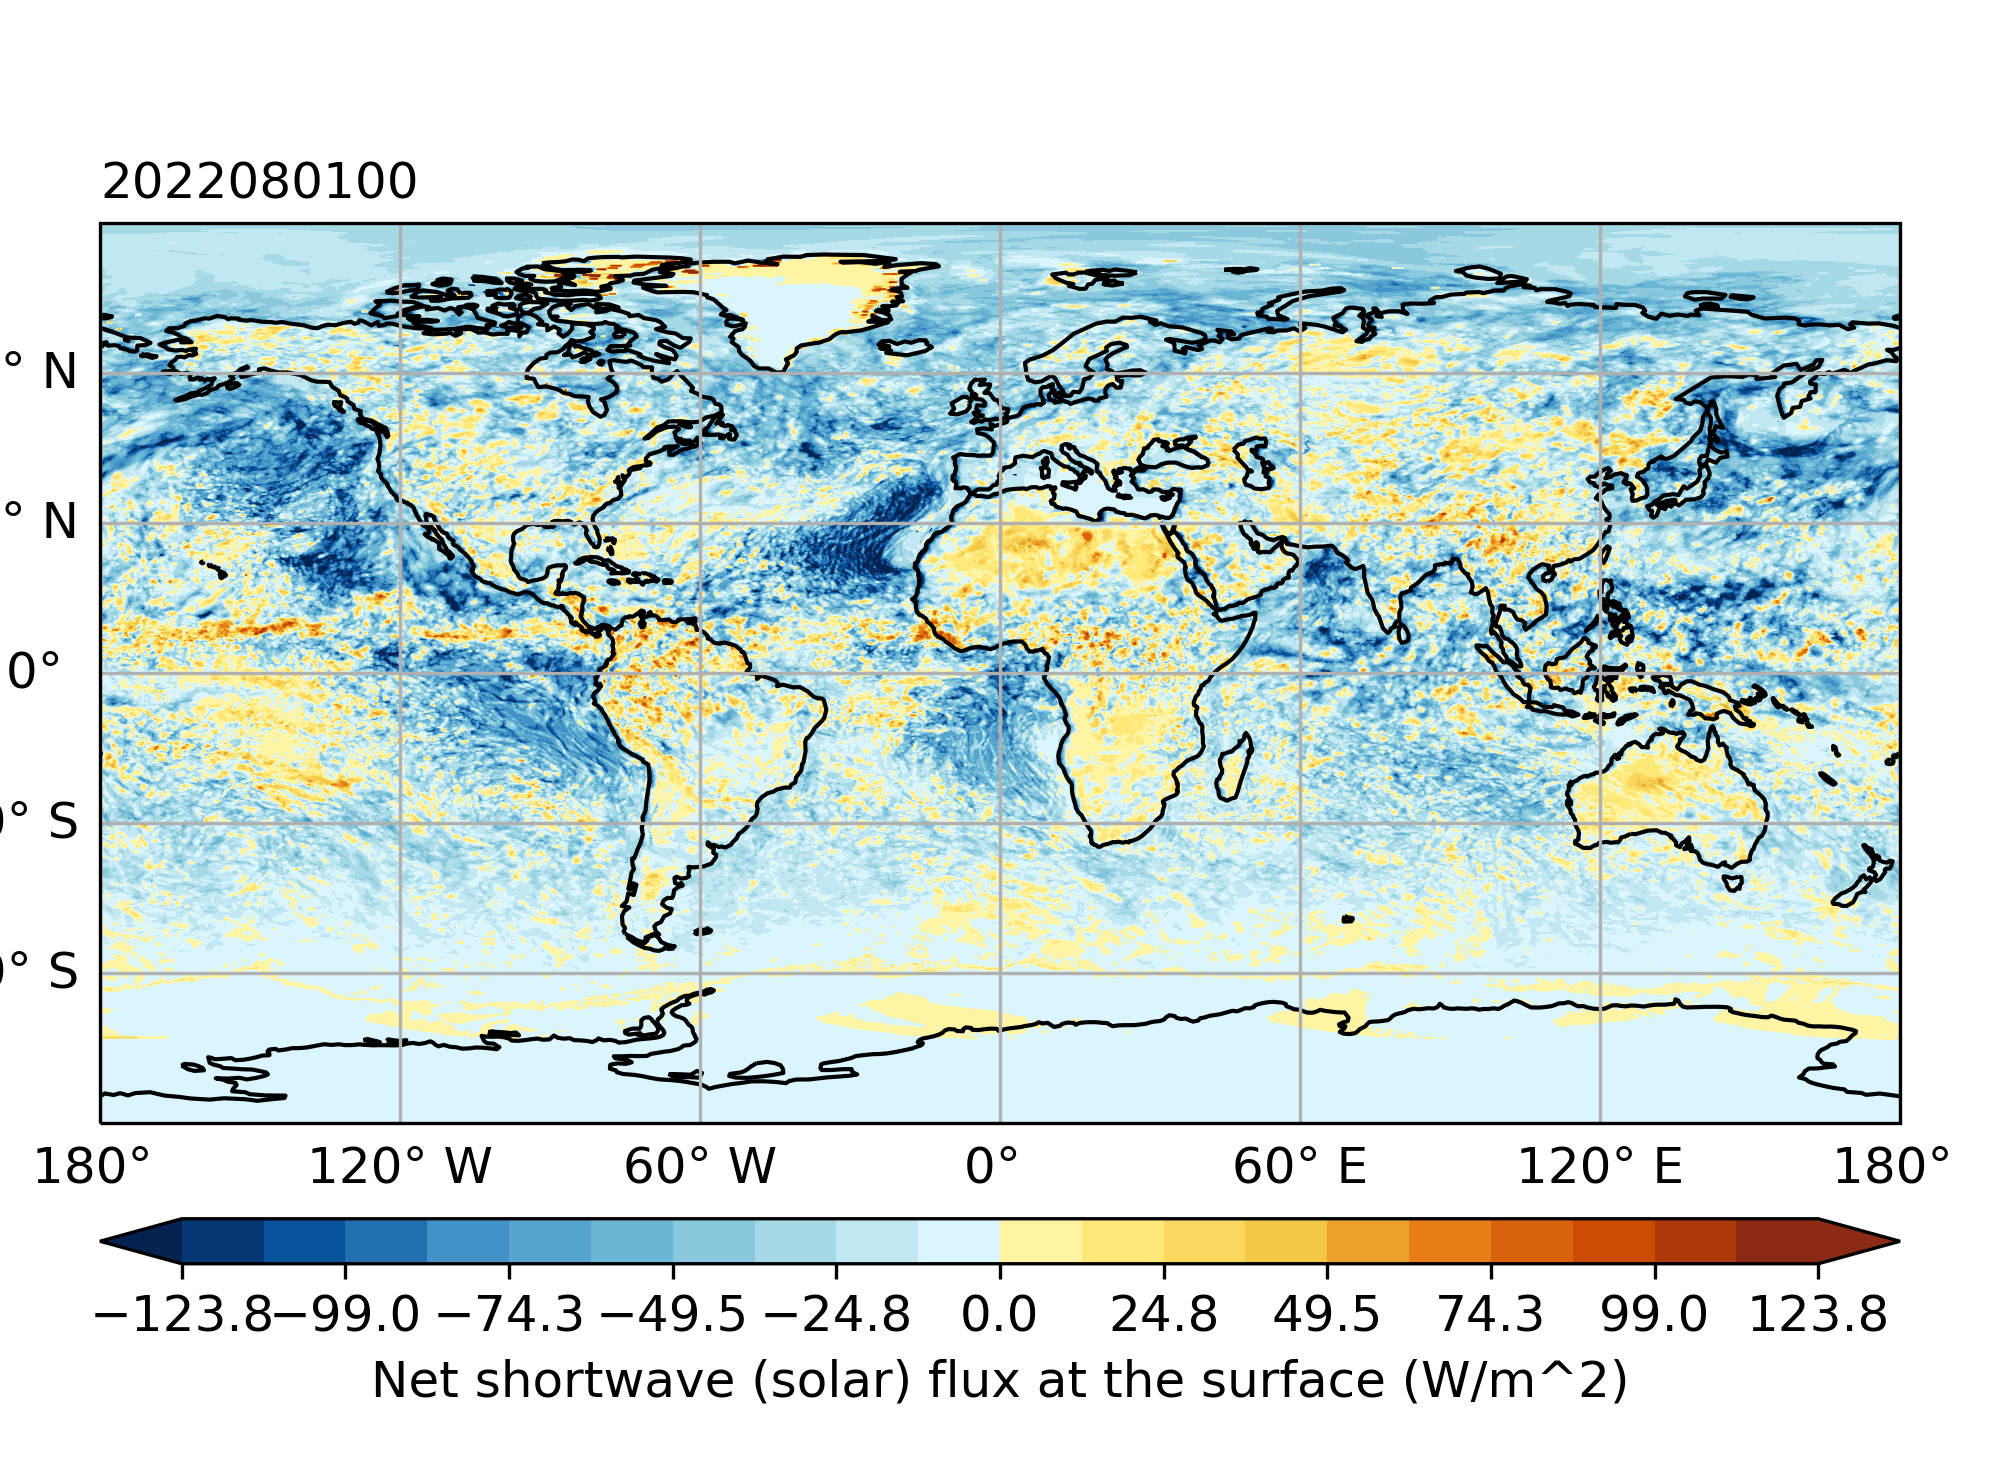 2022080100
° N
° N
0°
0° S
0° S
180° 120° W 60° W 0° 60° E 120° E 180°
−123.8 −99.0 −74.3 −49.5 −24.8 0.0 24.8 49.5 74.3 99.0 123.8
Net shortwave (solar) flux at the surface (W/m^2)